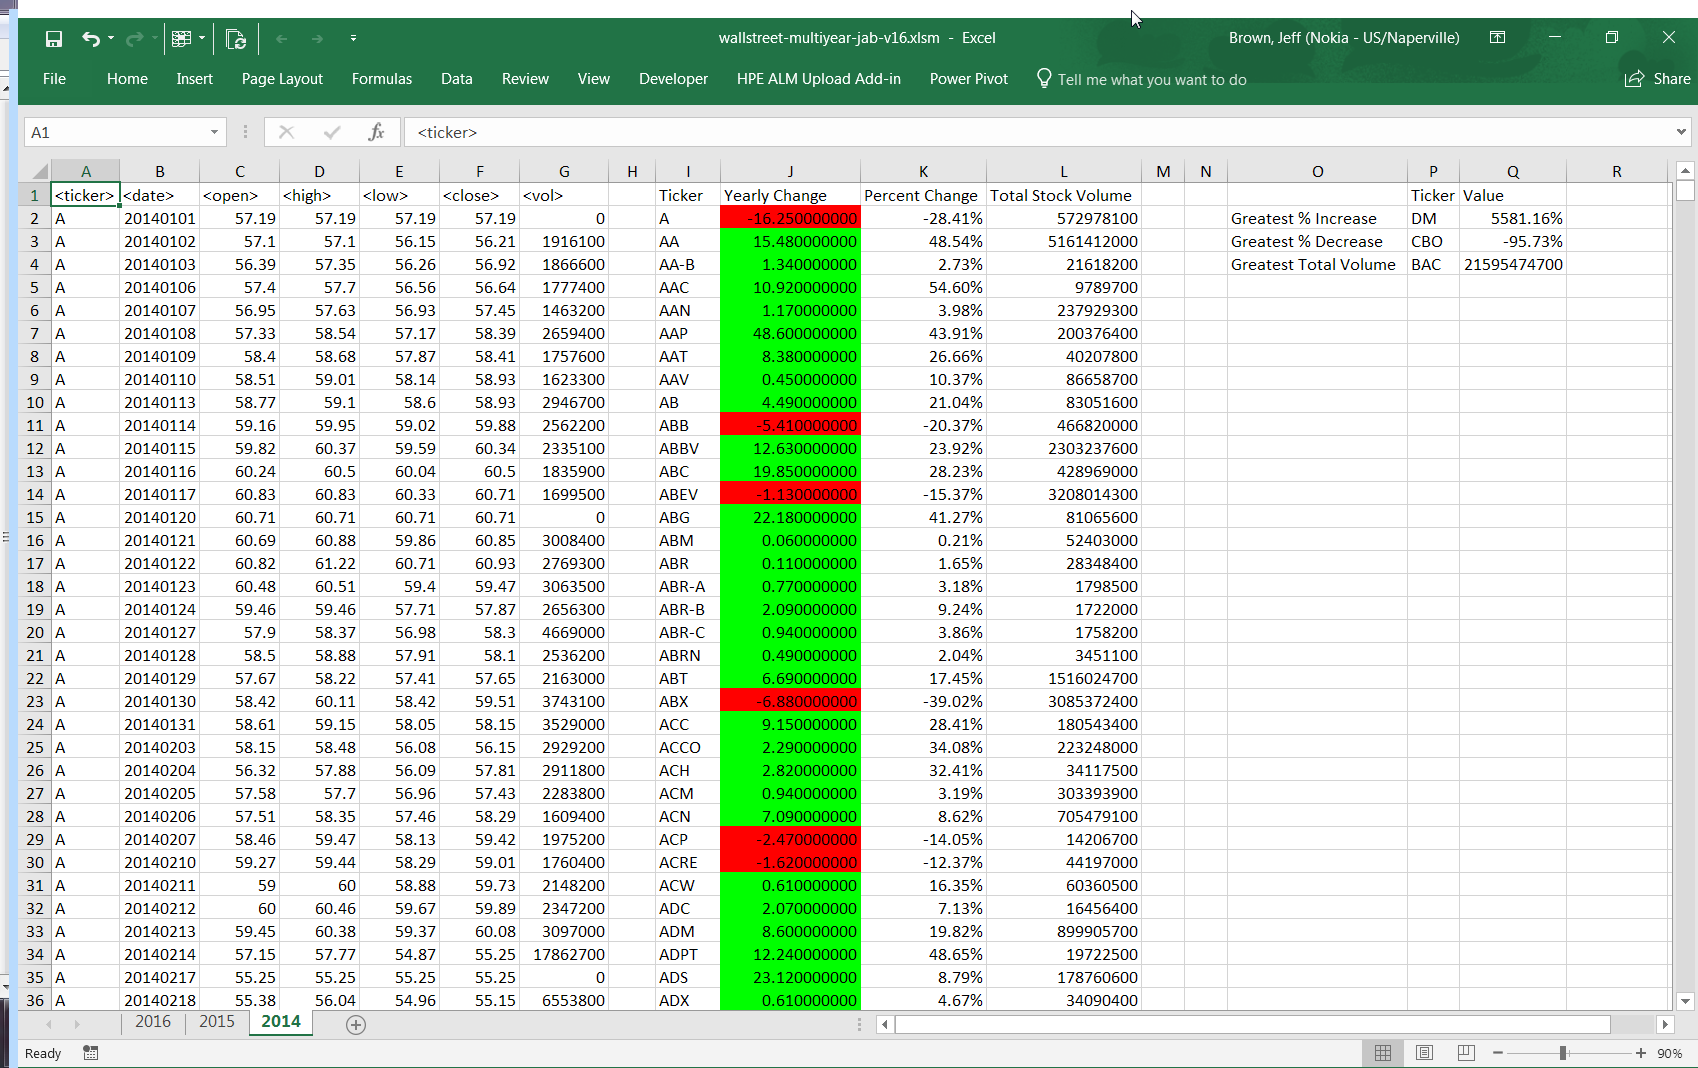 wallstreet-multiyear-jab-v16.xlsm - Excel Brown, Jeff (Nokia - US/Naperville)
File Home Insert Page Layout Formulas Data Review View Developer HPE ALM Upload Add-in Power Pivot Tell me what you want to do Share
A1 fx <ticker>
A B C D E F G H I J K L M N O P Q R
1 <ticker> <date> <open> <high> <low> <close> <vol> Ticker Yearly Change Percent Change Total Stock Volume Ticker Value
2 A 20140101 57.19 57.19 57.19 57.19 0 A -16.250000000 -28.41% 572978100 Greatest % Increase DM 5581.16%
3 A 20140102 57.1 57.1 56.15 56.21 1916100 AA 15.480000000 48.54% 5161412000 Greatest % Decrease CBO -95.73%
4 A 20140103 56.39 57.35 56.26 56.92 1866600 AA-B 1.340000000 2.73% 21618200 Greatest Total Volume BAC 21595474700
5 A 20140106 57.4 57.7 56.56 56.64 1777400 AAC 10.920000000 54.60% 9789700
6 A 20140107 56.95 57.63 56.93 57.45 1463200 AAN 1.170000000 3.98% 237929300
7 A 20140108 57.33 58.54 57.17 58.39 2659400 AAP 48.600000000 43.91% 200376400
8 A 20140109 58.4 58.68 57.87 58.41 1757600 AAT 8.380000000 26.66% 40207800
9 A 20140110 58.51 59.01 58.14 58.93 1623300 AAV 0.450000000 10.37% 86658700
10 A 20140113 58.77 59.1 58.6 58.93 2946700 AB 4.490000000 21.04% 83051600
11 A 20140114 59.16 59.95 59.02 59.88 2562200 ABB -5.410000000 -20.37% 466820000
12 A 20140115 59.82 60.37 59.59 60.34 2335100 ABBV 12.630000000 23.92% 2303237600
13 A 20140116 60.24 60.5 60.04 60.5 1835900 ABC 19.850000000 28.23% 428969000
14 A 20140117 60.83 60.83 60.33 60.71 1699500 ABEV -1.130000000 -15.37% 3208014300
15 A 20140120 60.71 60.71 60.71 60.71 0 ABG 22.180000000 41.27% 81065600
16 A 20140121 60.69 60.88 59.86 60.85 3008400 ABM 0.060000000 0.21% 52403000
17 A 20140122 60.82 61.22 60.71 60.93 2769300 ABR 0.110000000 1.65% 28348400
18 A 20140123 60.48 60.51 59.4 59.47 3063500 ABR-A 0.770000000 3.18% 1798500
19 A 20140124 59.46 59.46 57.71 57.87 2656300 ABR-B 2.090000000 9.24% 1722000
20 A 20140127 57.9 58.37 56.98 58.3 4669000 ABR-C 0.940000000 3.86% 1758200
21 A 20140128 58.5 58.88 57.91 58.1 2536200 ABRN 0.490000000 2.04% 3451100
22 A 20140129 57.67 58.22 57.41 57.65 2163000 ABT 6.690000000 17.45% 1516024700
23 A 20140130 58.42 60.11 58.42 59.51 3743100 ABX -6.880000000 -39.02% 3085372400
24 A 20140131 58.61 59.15 58.05 58.15 3529000 ACC 9.150000000 28.41% 180543400
25 A 20140203 58.15 58.48 56.08 56.15 2929200 ACCO 2.290000000 34.08% 223248000
26 A 20140204 56.32 57.88 56.09 57.81 2911800 ACH 2.820000000 32.41% 34117500
27 A 20140205 57.58 57.7 56.96 57.43 2283800 ACM 0.940000000 3.19% 303393900
28 A 20140206 57.51 58.35 57.46 58.29 1609400 ACN 7.090000000 8.62% 705479100
29 A 20140207 58.46 59.47 58.13 59.42 1975200 ACP -2.470000000 -14.05% 14206700
30 A 20140210 59.27 59.44 58.29 59.01 1760400 ACRE -1.620000000 -12.37% 44197000
31 A 20140211 59 60 58.88 59.73 2148200 ACW 0.610000000 16.35% 60360500
32 A 20140212 60 60.46 59.67 59.89 2347200 ADC 2.070000000 7.13% 16456400
33 A 20140213 59.45 60.38 59.37 60.08 3097000 ADM 8.600000000 19.82% 899905700
34 A 20140214 57.15 57.77 54.87 55.25 17862700 ADPT 12.240000000 48.65% 19722500
35 A 20140217 55.25 55.25 55.25 55.25 0 ADS 23.120000000 8.79% 178760600
36 A 20140218 55.38 56.04 54.96 55.15 6553800 ADX 0.610000000 4.67% 34090400
2016 2015 2014
Ready 90%